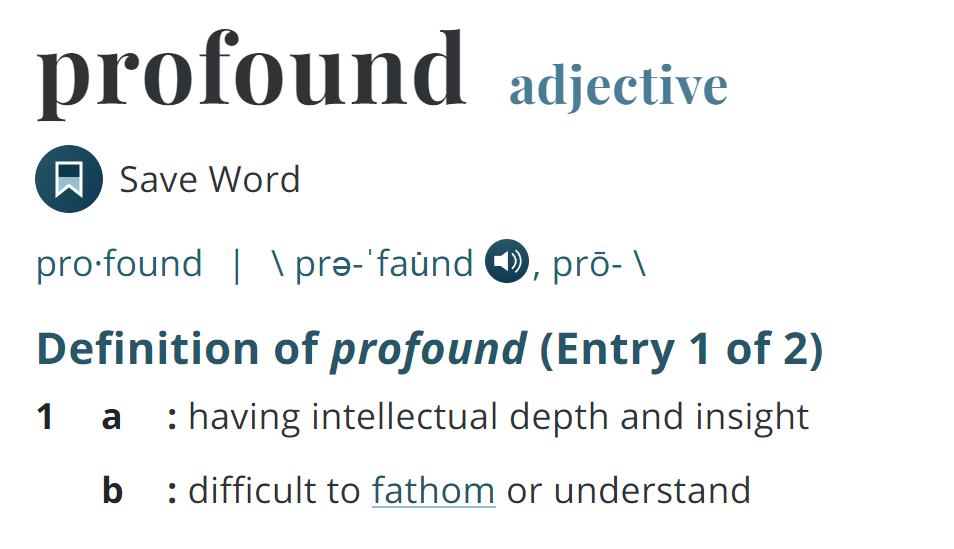 profound adjective
Save Word
pro·found | \ prə-ˈfau̇nd , prō- \
Definition of profound (Entry 1 of 2)
1 a : having intellectual depth and insight
b : difficult to fathom or understand